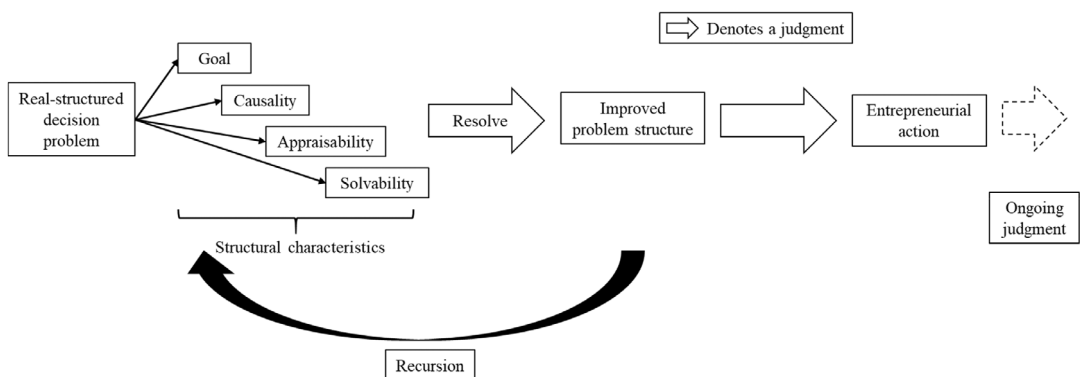 Denotes a judgment
Goal
Real-structured
decision
problem
Causality
Appraisability
Solvability
Resolve
Improved
problem structure
Entrepreneurial
action
Ongoing
judgment
Structural characteristics
Recursion